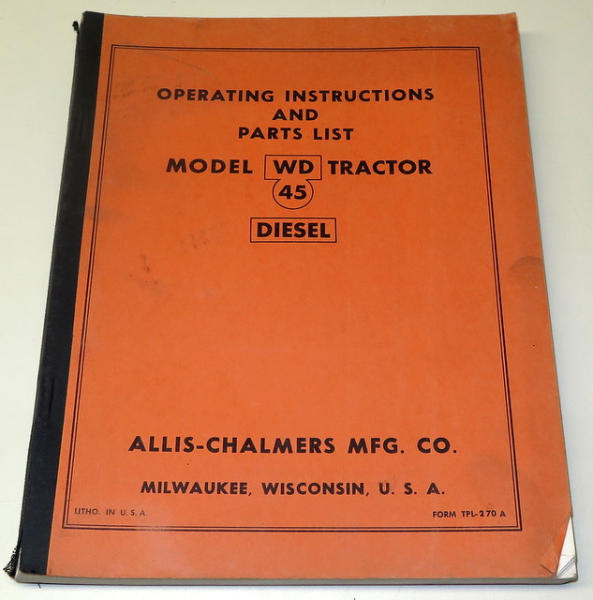 OPERATING INSTRUCTIONS
AND
PARTS LIST
MODEL WD TRACTOR
45
DIESEL
ALLIS-CHALMERS MFG. CO.
MILWAUKEE, WISCONSIN, U. S. A.
LITHO. IN U.S.A. FORM TPL-270 A